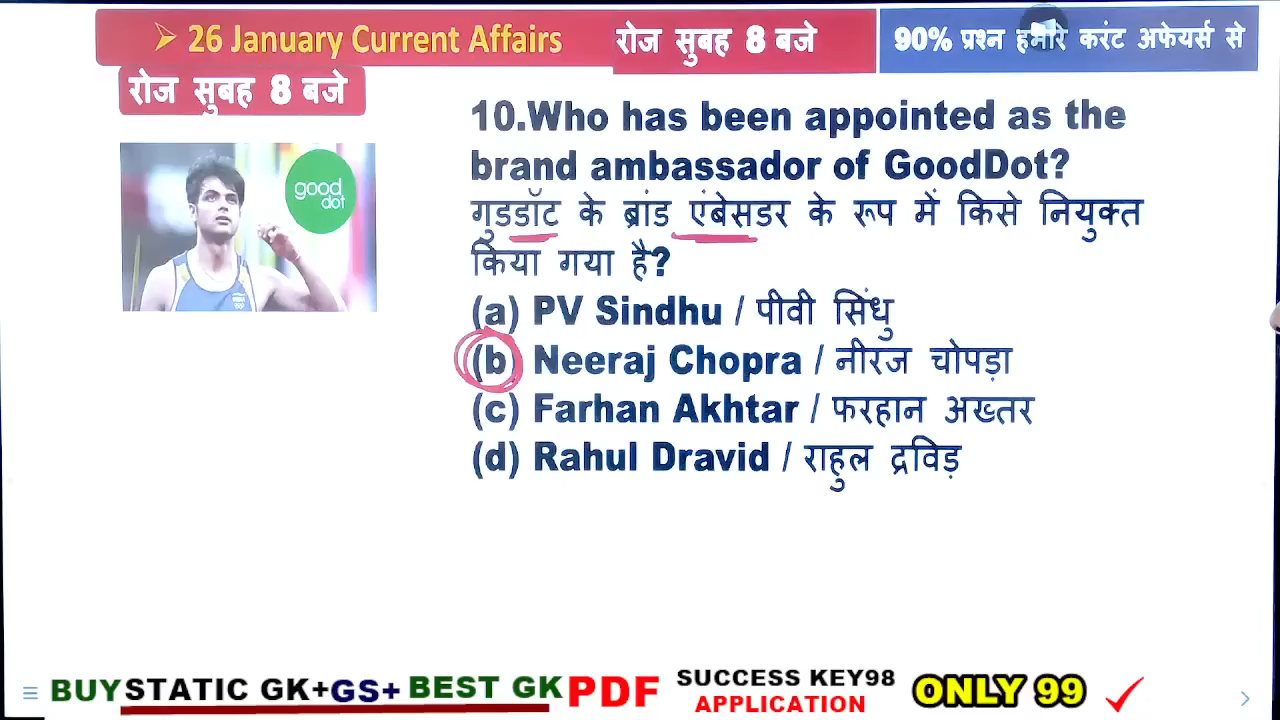 ➢ 26 January Current Affairs
रोज सुबह 8 बजे
90% प्रश्न हमारे करंट अफेयर्स से
रोज सुबह 8 बजे
good
dot
10.Who has been appointed as the
brand ambassador of GoodDot?
गुडडॉट के ब्रांड एंबेसडर के रूप में किसे नियुक्त
किया गया है?
(a) PV Sindhu / पीवी सिंधु
(b) Neeraj Chopra / नीरज चोपड़ा
(c) Farhan Akhtar / फरहान अख्तर
(d) Rahul Dravid / राहुल द्रविड़
BUY STATIC GK+GS+ BEST GK PDF
SUCCESS KEY98
APPLICATION
ONLY 99